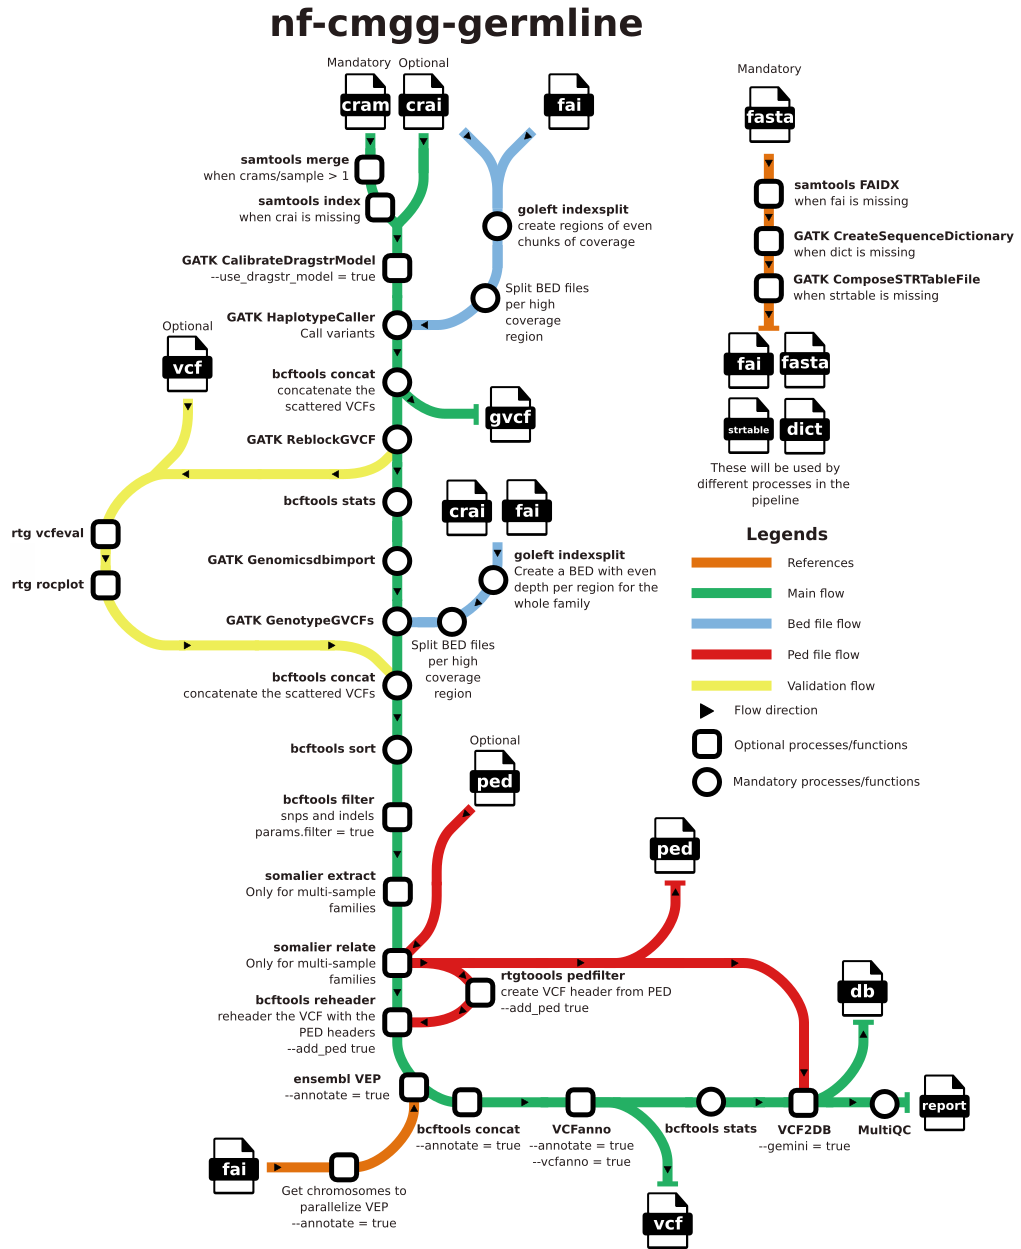 nf-cmgg-germline
Mandatory
Optional
cram
crai
fai
Mandatory
fasta
samtools merge
when crams/sample > 1
samtools index
when crai is missing
goleft indexsplit
create regions of even
chunks of coverage
samtools FAIDX
when fai is missing
GATK CreateSequenceDictionary
when dict is missing
GATK ComposeSTRTableFile
when strtable is missing
GATK CalibrateDragstrModel
--use_dragstr_model = true
Split BED files
per high
coverage
region
GATK HaplotypeCaller
Call variants
Optional
vcf
fai
fasta
strtable
dict
These will be used by
different processes in the
pipeline
bcftools concat
concatenate the
scattered VCFs
gvcf
GATK ReblockGVCF
bcftools stats
crai
fai
rtg vcfeval
rtg rocplot
GATK Genomicsdbimport
goleft indexsplit
Create a BED with even
depth per region for the
whole family
GATK GenotypeGVCFs
Split BED files
per high
coverage
region
bcftools concat
concatenate the scattered VCFs
Legends
References
Main flow
Bed file flow
Ped file flow
Validation flow
Flow direction
Optional processes/functions
Mandatory processes/functions
bcftools sort
Optional
ped
bcftools filter
snps and indels
params.filter = true
ped
somalier extract
Only for multi-sample
families
somalier relate
Only for multi-sample
families
rtgtoools pedfilter
create VCF header from PED
--add_ped true
bcftools reheader
reheader the VCF with the
PED headers
--add_ped true
db
ensembl VEP
--annotate = true
bcftools concat
--annotate = true
VCFanno
--annotate = true
--vcfanno = true
bcftools stats
VCF2DB
--gemini = true
MultiQC
report
fai
Get chromosomes to
parallelize VEP
--annotate = true
vcf